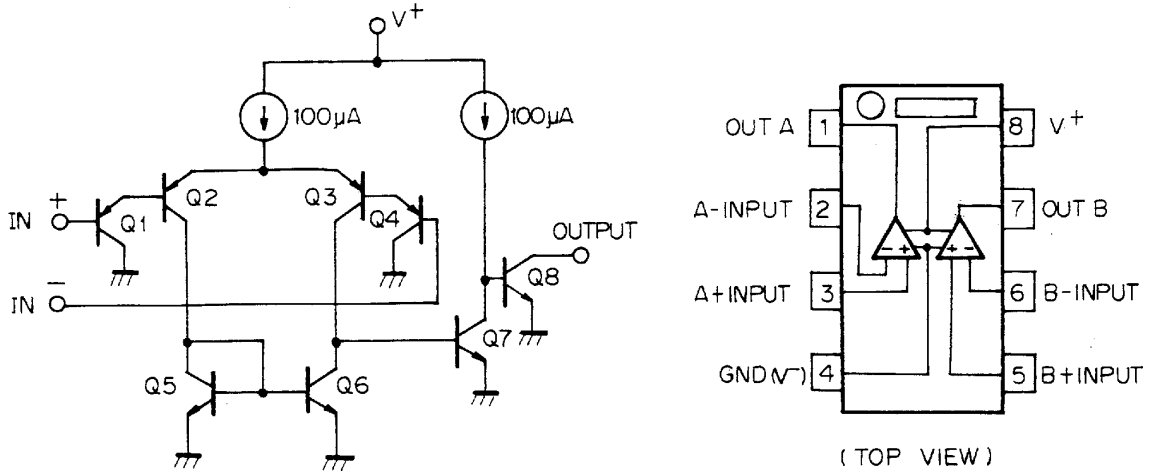 V+
100μA
100μA
Q1
Q2
Q3
Q4
IN +
IN −
OUTPUT
Q8
Q7
Q5
Q6
OUT A 1
8 V+
A-INPUT 2
7 OUT B
A+INPUT 3
6 B-INPUT
GND(V-) 4
5 B+INPUT
- + + -
(TOP VIEW)